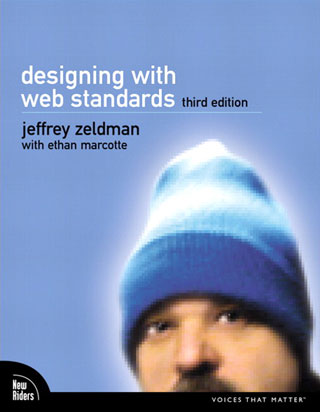 designing with
web standards third edition
jeffrey zeldman
with ethan marcotte
New
Riders
VOICES THAT MATTER™